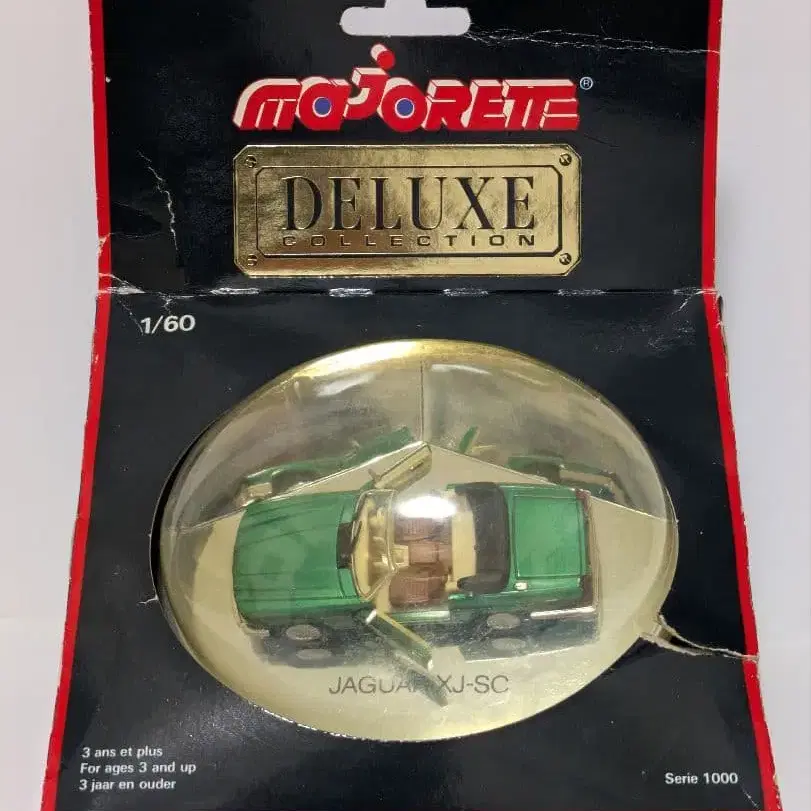 majORETTE®
DELUXE
COLLECTION
1/60
JAGUAR XJ-SC
3 ans et plus
For ages 3 and up
3 jaar en ouder
Serie 1000